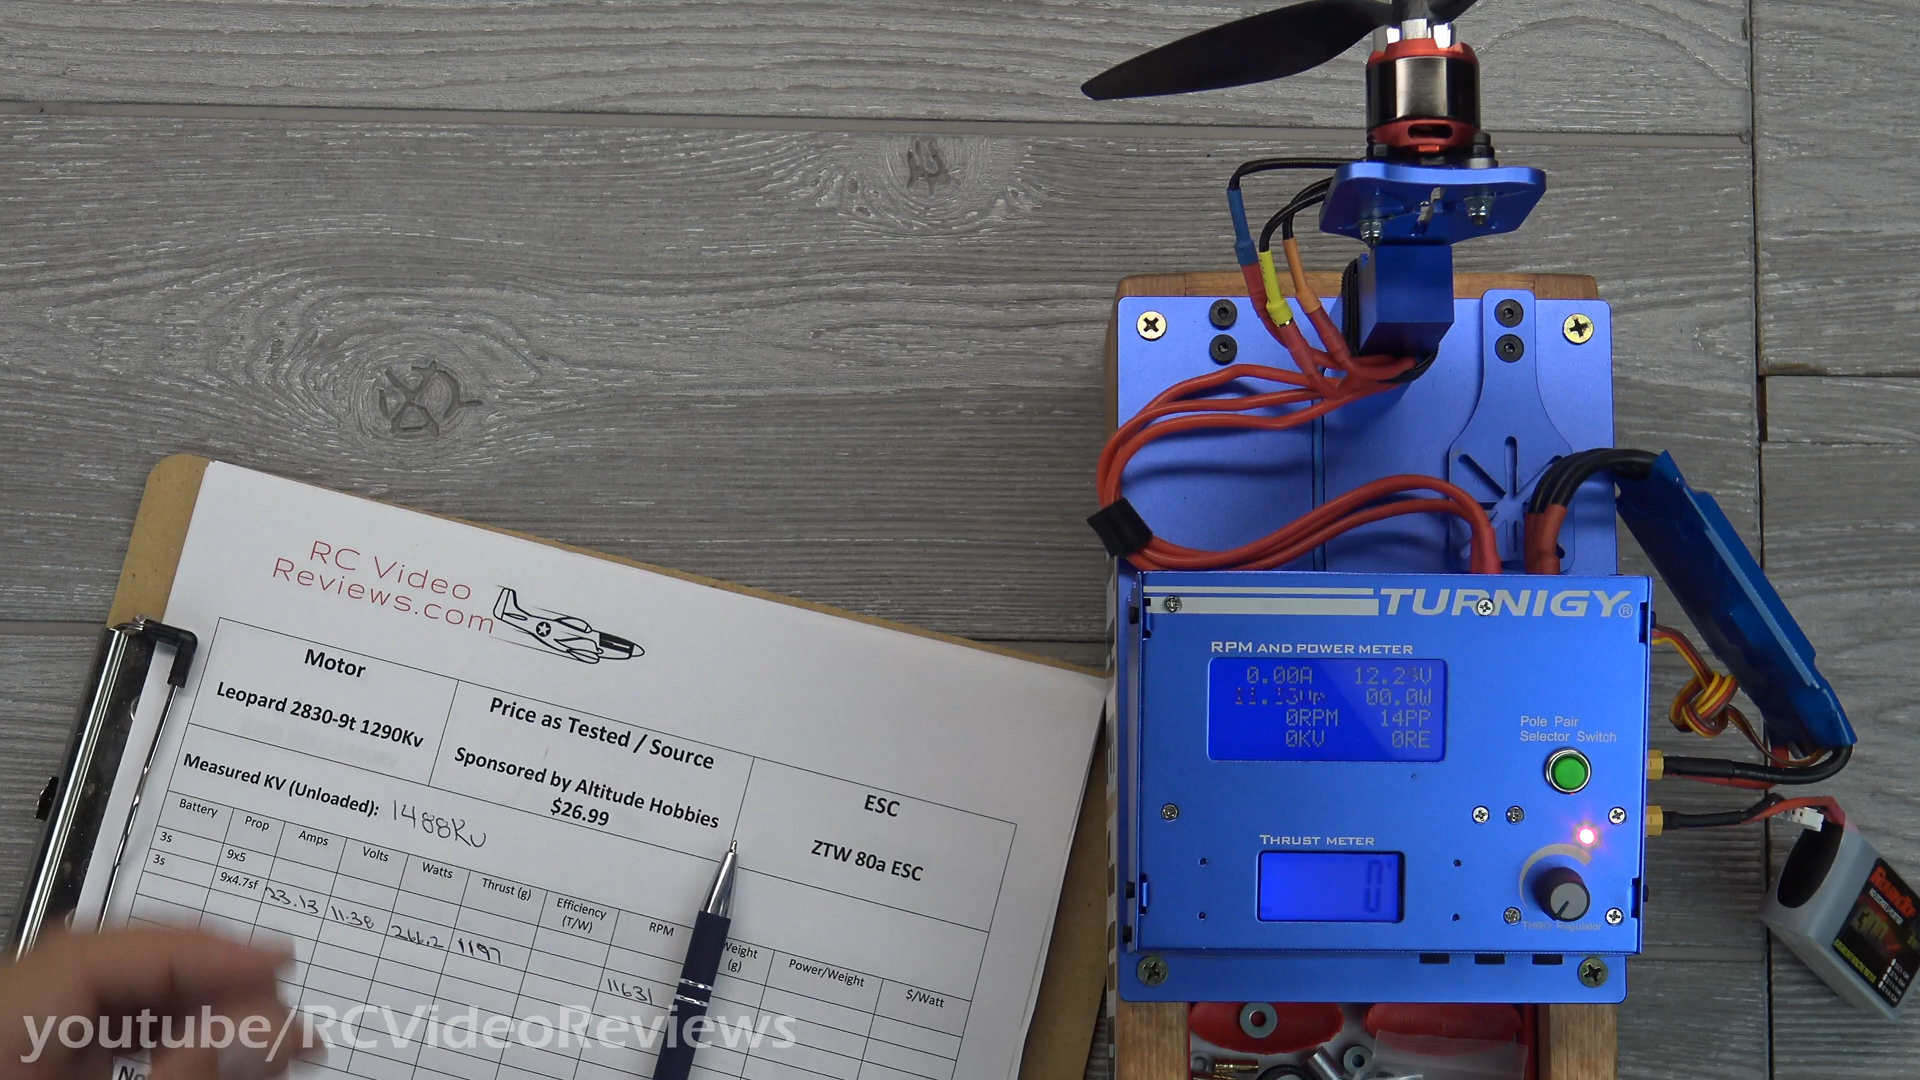 RC Video
Reviews.com
Motor
Leopard 2830-9t 1290Kv
Price as Tested / Source
Sponsored by Altitude Hobbies
$26.99
ESC
ZTW 80a ESC
Measured KV (Unloaded): 1488KV
Battery Prop Amps Volts Watts Thrust (g) Efficiency (T/W) RPM Weight (g) Power/Weight $/Watt
3s 9x5 23.13 11.38 266.2 1197 11631
3s 9x4.7sf
TURNIGY®
RPM AND POWER METER
0.00A
0RPM 14PP
00.0W
0KV 0RE
Pole Pair
Selector Switch
THRUST METER
0
THRO Regulator
youtube/RCVideoReviews